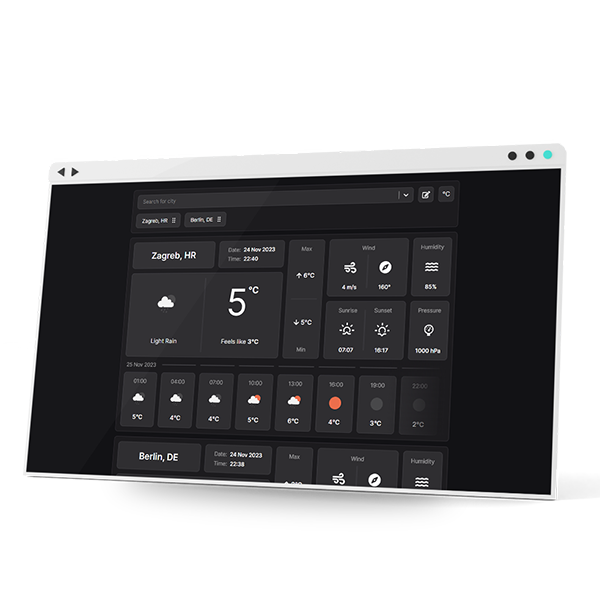 Search for city
°C
Zagreb, HR
Berlin, DE
Zagreb, HR
Date: 24 Nov 2023
Time: 22:40
Max
6°C
5°C
Min
5°C
Light Rain
Feels like 3°C
Wind
4 m/s
160°
Humidity
85%
Sunrise
07:07
Sunset
16:17
Pressure
1000 hPa
25 Nov 2023
01:00
5°C
04:00
4°C
07:00
4°C
10:00
5°C
13:00
6°C
16:00
4°C
19:00
3°C
22:00
2°C
Berlin, DE
Date: 24 Nov 2023
Time: 22:38
Max
Wind
Humidity